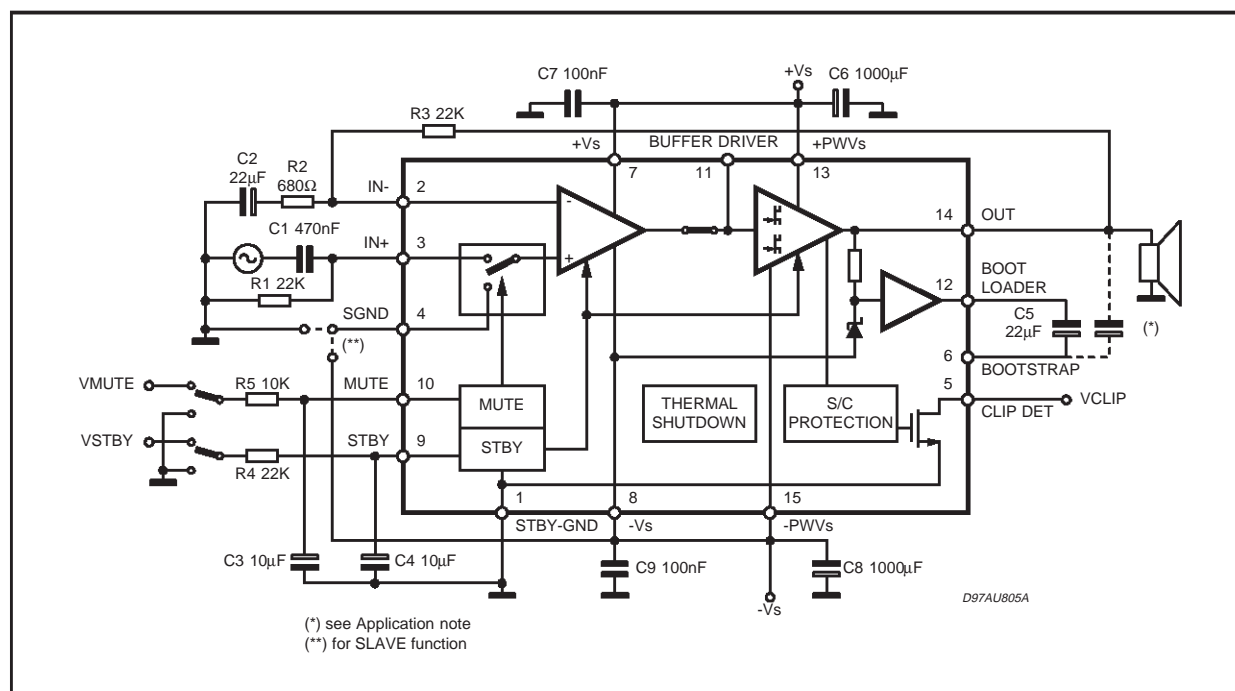 C7 100nF
+Vs
C6 1000μF
R3 22K
+Vs
BUFFER DRIVER
+PWVs
7
11
13
C2
22μF
R2
680Ω
IN-
2
-
14
OUT
C1 470nF
IN+
3
+
R1 22K
BOOT
LOADER
12
SGND
4
C5
22μF
(*)
(**)
6
BOOTSTRAP
VMUTE
R5 10K
MUTE
10
MUTE
THERMAL
SHUTDOWN
S/C
PROTECTION
5
VCLIP
CLIP DET
VSTBY
STBY
9
STBY
R4 22K
1
8
15
STBY-GND
-Vs
-PWVs
C3 10μF
C4 10μF
C9 100nF
C8 1000μF
-Vs
D97AU805A
(*) see Application note
(**) for SLAVE function